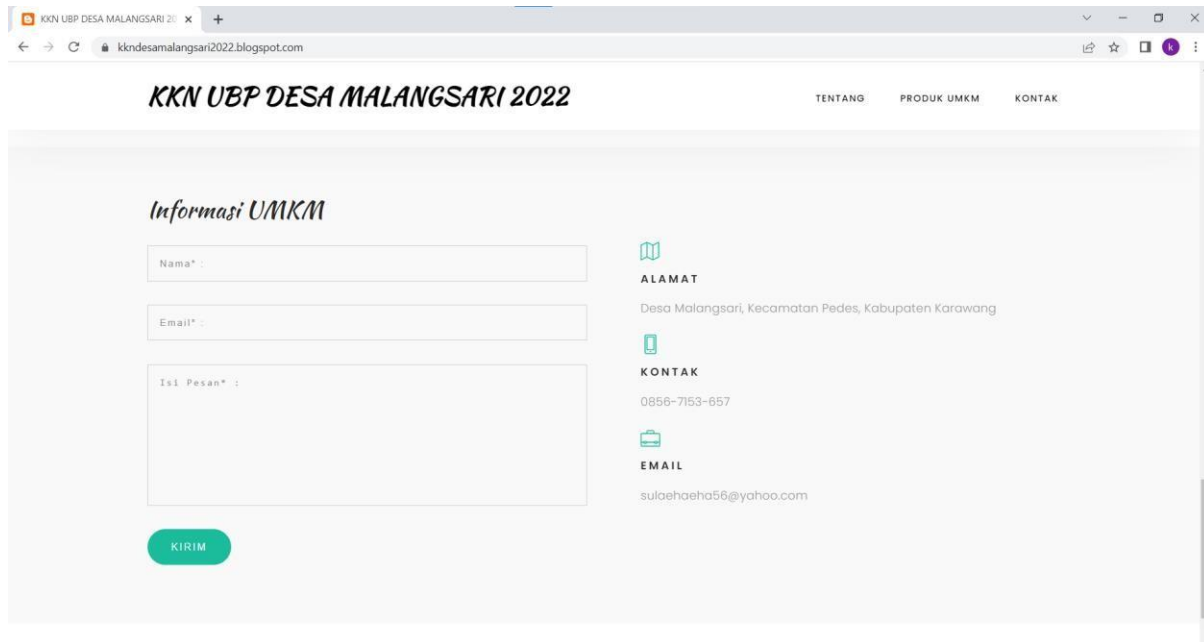 KKN UBP DESA MALANGSARI 20
kkndesamalangsari2022.blogspot.com
k
KKN UBP DESA MALANGSARI 2022
TENTANG PRODUK UMKM KONTAK
Informasi UMKM
Nama* :
Email* :
Isi Pesan* :
KIRIM
ALAMAT
Desa Malangsari, Kecamatan Pedes, Kabupaten Karawang
KONTAK
0856-7153-657
EMAIL
sulaehaeha56@yahoo.com